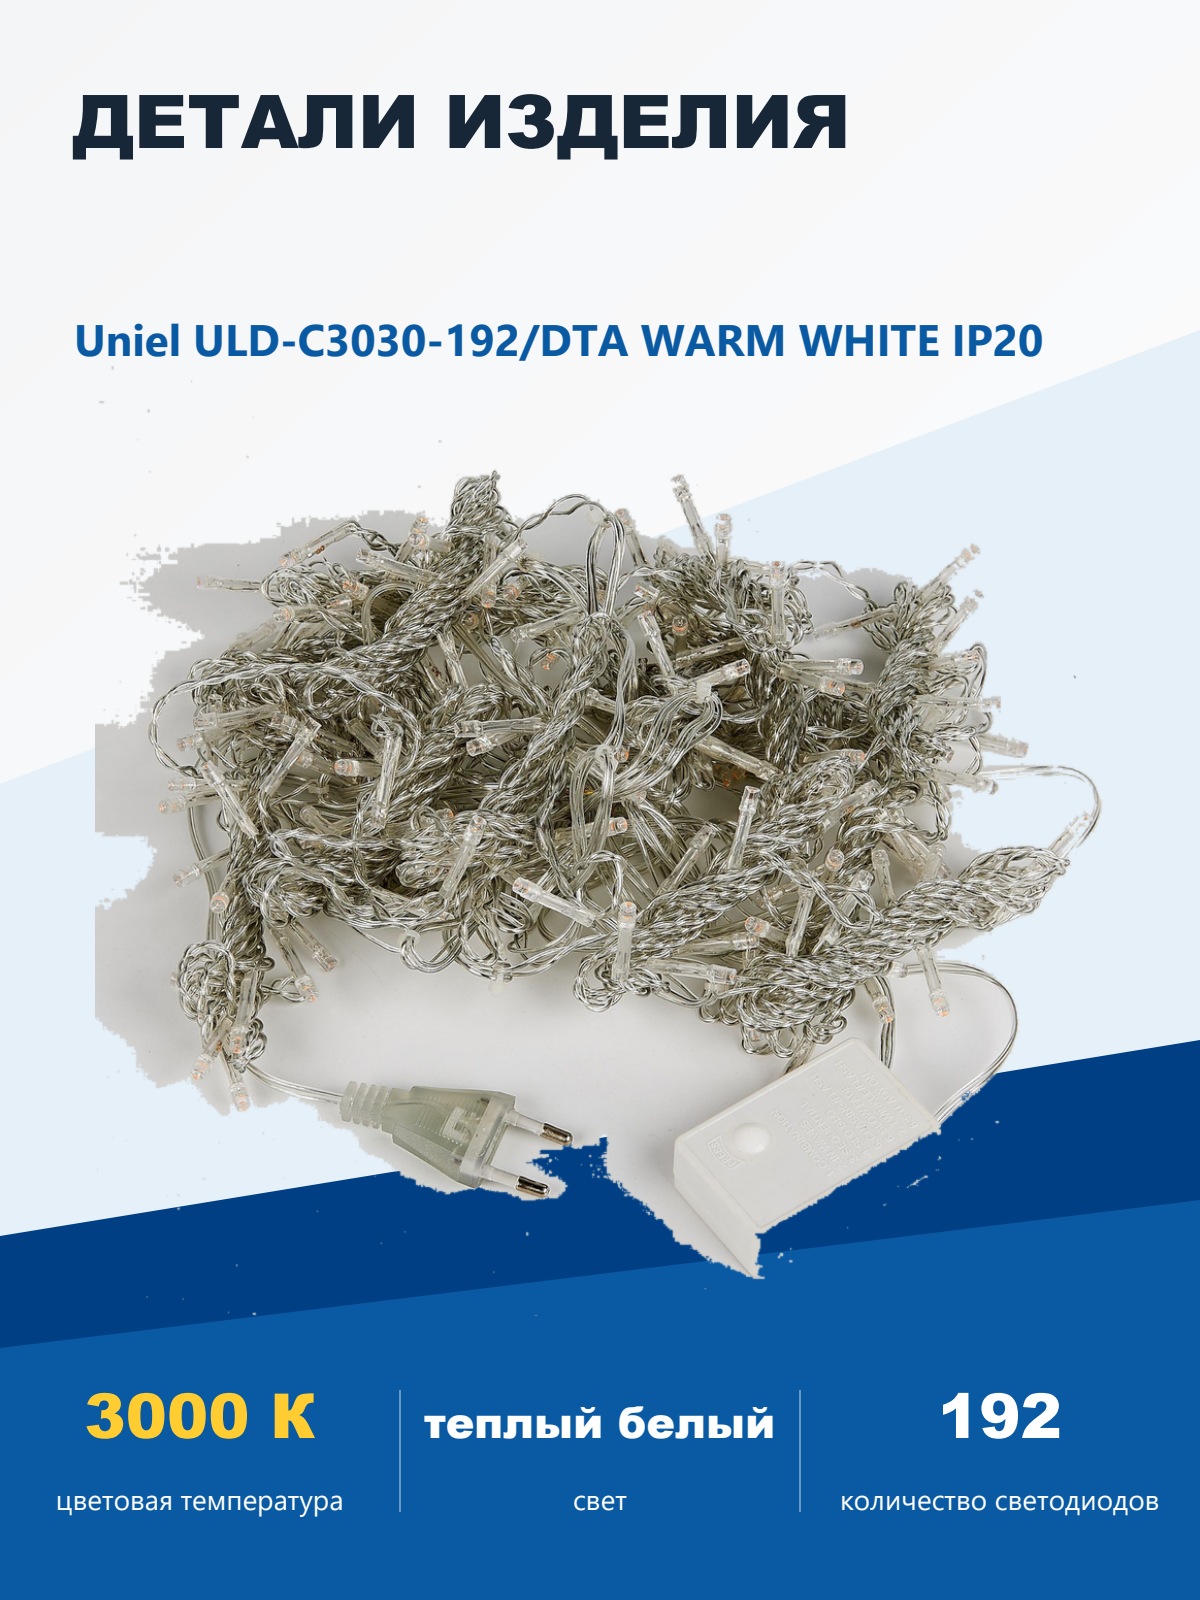 ДЕТАЛИ ИЗДЕЛИЯ
Uniel ULD-C3030-192/DTA WARM WHITE IP20
3000 К
теплый белый
192
цветовая температура
свет
количество светодиодов